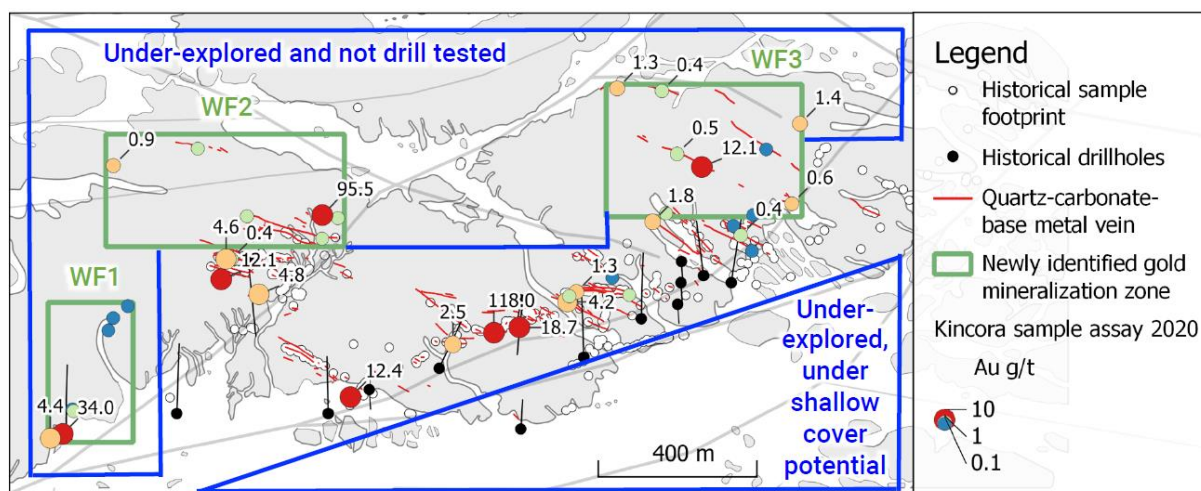 Under-explored and not drill tested
WF3
WF2
WF1
1.3
0.4
1.4
0.9
0.5
12.1
95.5
0.6
4.6
0.4
1.8
0.4
12.1
4.8
1.3
4.2
2.5
118.0
18.7
12.4
4.4
34.0
Under-
explored,
under
shallow
cover
potential
400 m
Legend
Historical sample
footprint
Historical drillholes
Quartz-carbonate-
base metal vein
Newly identified gold
mineralization zone
Kincora sample assay 2020
Au g/t
10
1
0.1